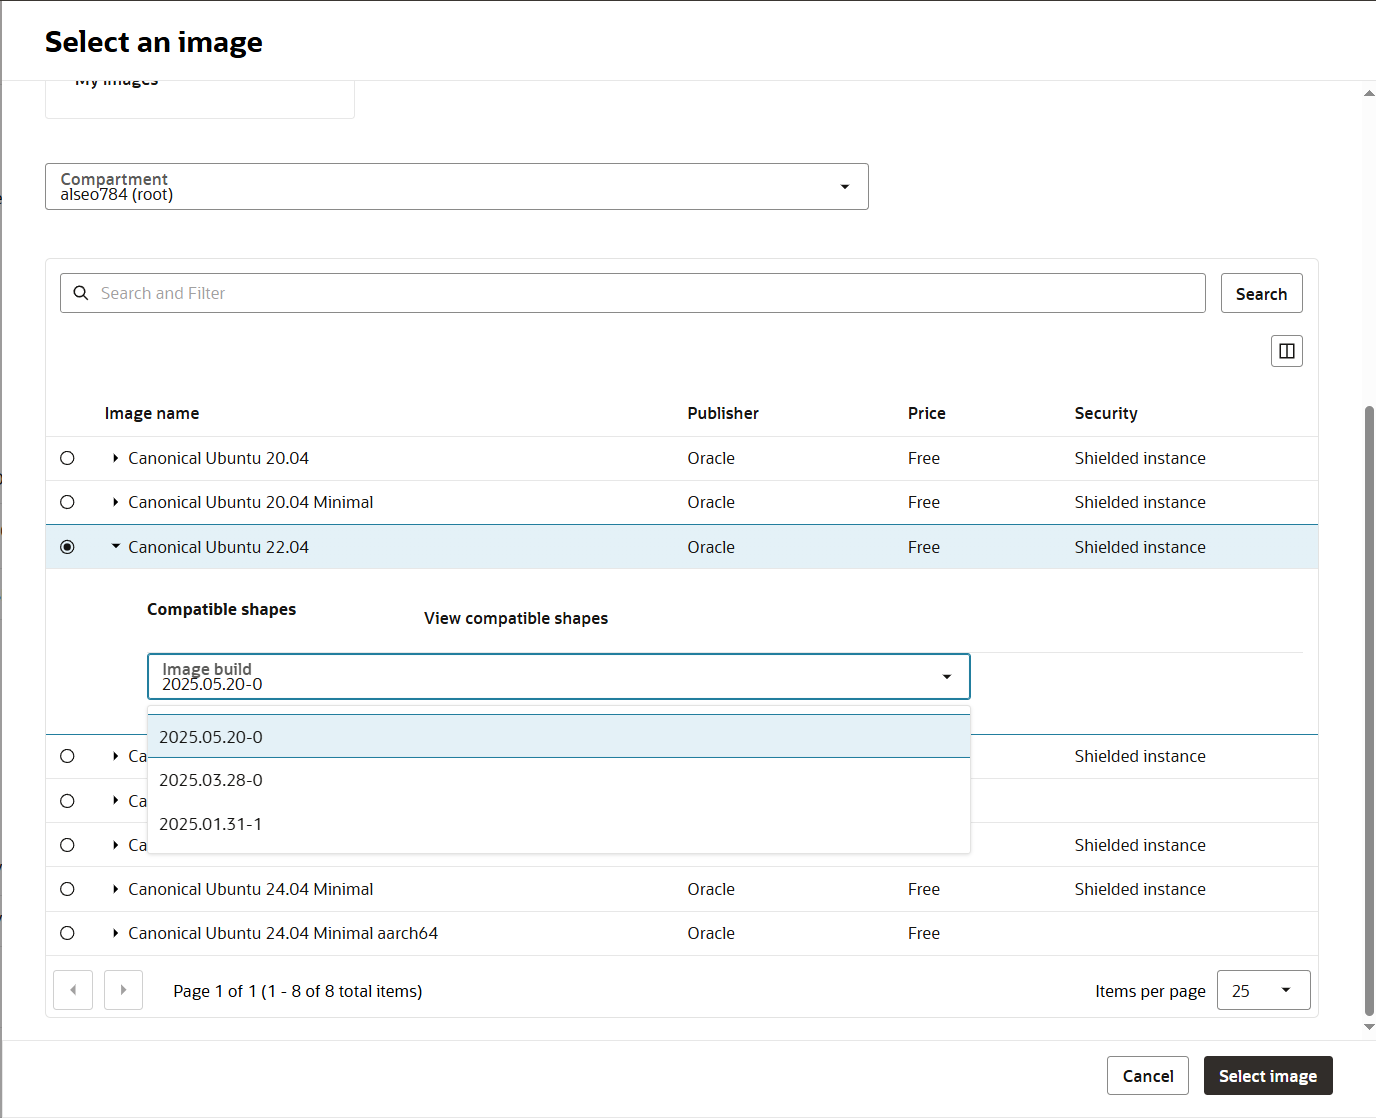 Select an image
My images
Compartment
alseo784 (root)
Search and Filter
Search
Image name Publisher Price Security
Canonical Ubuntu 20.04 Oracle Free Shielded instance
Canonical Ubuntu 20.04 Minimal Oracle Free Shielded instance
Canonical Ubuntu 22.04 Oracle Free Shielded instance
Compatible shapes View compatible shapes
Image build
2025.05.20-0
2025.05.20-0
Ca Shielded instance
2025.03.28-0
Ca
2025.01.31-1
Ca Shielded instance
Canonical Ubuntu 24.04 Minimal Oracle Free Shielded instance
Canonical Ubuntu 24.04 Minimal aarch64 Oracle Free
Page 1 of 1 (1 - 8 of 8 total items) Items per page 25
Cancel Select image